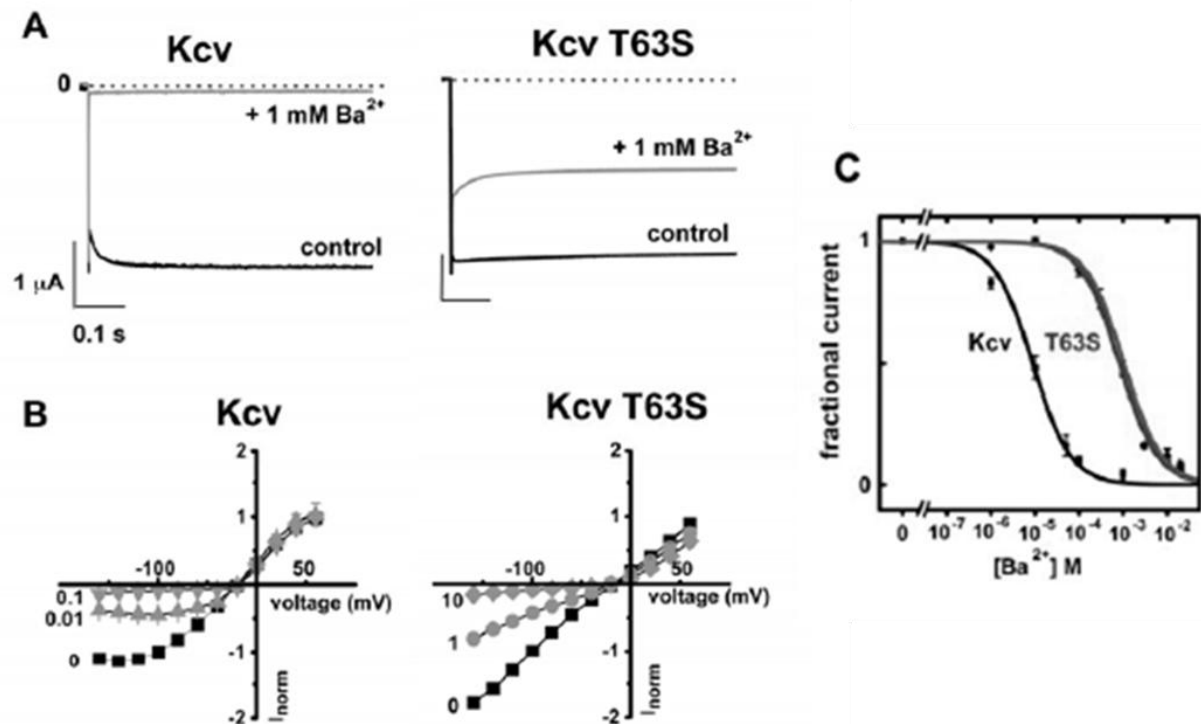 A
Kcv
Kcv T63S
0
+ 1 mM Ba2+
+ 1 mM Ba2+
control
control
1 µA
0.1 s
C
1
fractional current
Kcv
T63S
0
0
10-7
10-6
10-5
10-4
10-3
10-2
[Ba2+] M
B
Kcv
Kcv T63S
2
2
1
1
-100
50
-100
50
voltage (mV)
voltage (mV)
0.1
0.01
0
10
1
0
-1
-1
Inorm
Inorm
-2
-2